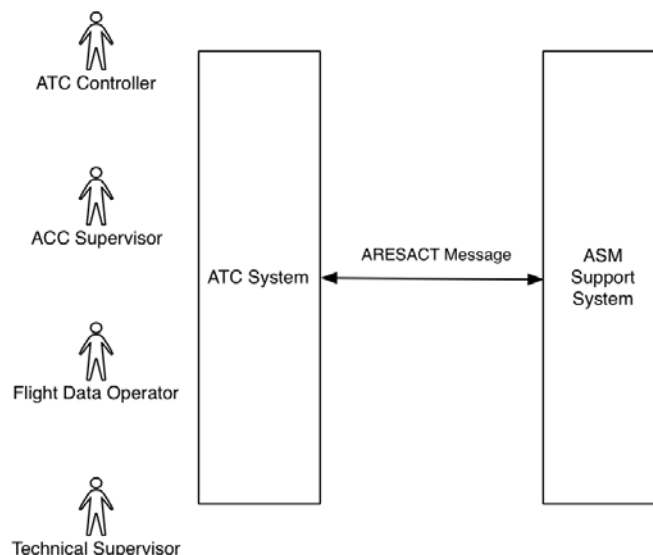 ATC Controller
ACC Supervisor
ATC System
ARESACT Message
ASM
Support
System
Flight Data Operator
Technical Supervisor